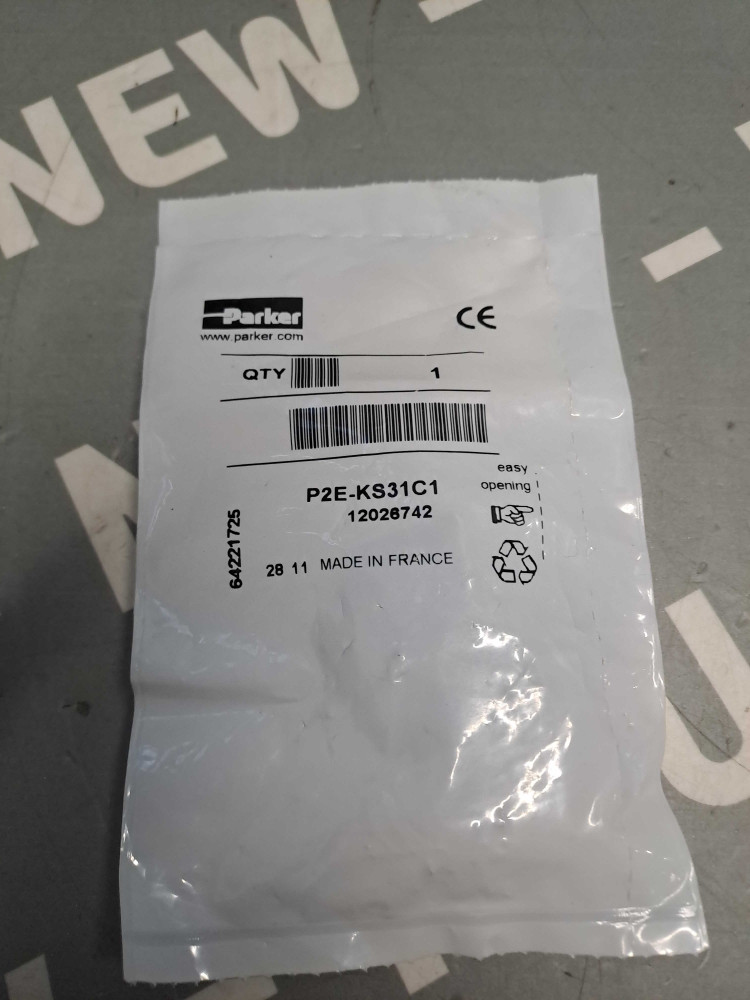 NEW
Parker
www.parker.com
CE
QTY 1
easy
opening
P2E-KS31C1
12026742
64221725
28 11 MADE IN FRANCE